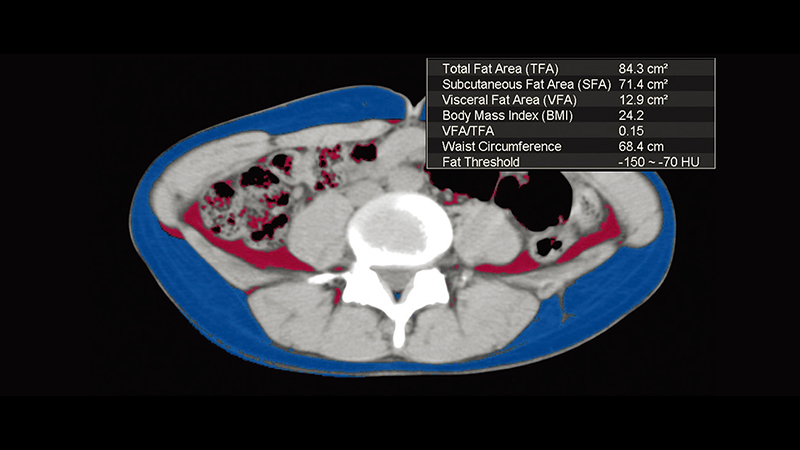 Total Fat Area (TFA) 84.3 cm²
Subcutaneous Fat Area (SFA) 71.4 cm²
Visceral Fat Area (VFA) 12.9 cm²
Body Mass Index (BMI) 24.2
VFA/TFA 0.15
Waist Circumference 68.4 cm
Fat Threshold -150 ~ -70 HU